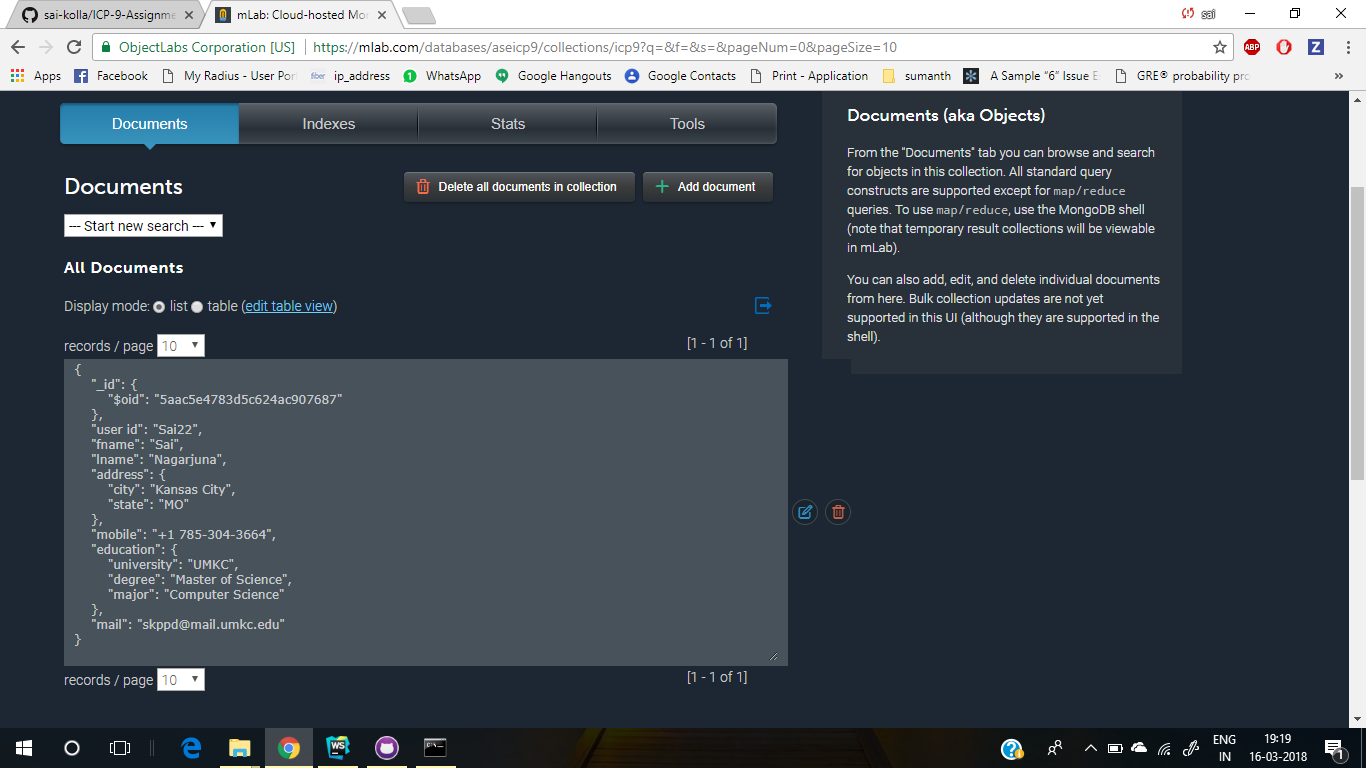 sai-kolla/ICP-9-Assignme
mLab: Cloud-hosted Mo
sai
ObjectLabs Corporation [US]
https://mlab.com/databases/aseicp9/collections/icp9?q=&f=&s=&pageNum=0&pageSize=10
ABP
Z
Apps
Facebook
My Radius - User Por
fiber
ip_address
1
WhatsApp
Google Hangouts
Google Contacts
Print - Application
sumanth
A Sample “6” Issue E
GRE® probability pro
»
Documents
Indexes
Stats
Tools
Documents
Delete all documents in collection
Add document
--- Start new search ---
All Documents
Display mode: list table (edit table view)
records / page 10
[1 - 1 of 1]
{
"_id": {
"$oid": "5aac5e4783d5c624ac907687"
},
"user id": "Sai22",
"fname": "Sai",
"lname": "Nagarjuna",
"address": {
"city": "Kansas City",
"state": "MO"
},
"mobile": "+1 785-304-3664",
"education": {
"university": "UMKC",
"degree": "Master of Science",
"major": "Computer Science"
},
"mail": "skppd@mail.umkc.edu"
}
records / page 10
[1 - 1 of 1]
Documents (aka Objects)
From the "Documents" tab you can browse and search
for objects in this collection. All standard query
constructs are supported except for map/reduce
queries. To use map/reduce, use the MongoDB shell
(note that temporary result collections will be viewable
in mLab).
You can also add, edit, and delete individual documents
from here. Bulk collection updates are not yet
supported in this UI (although they are supported in the
shell).
WS
ENG
IN
19:19
16-03-2018
1